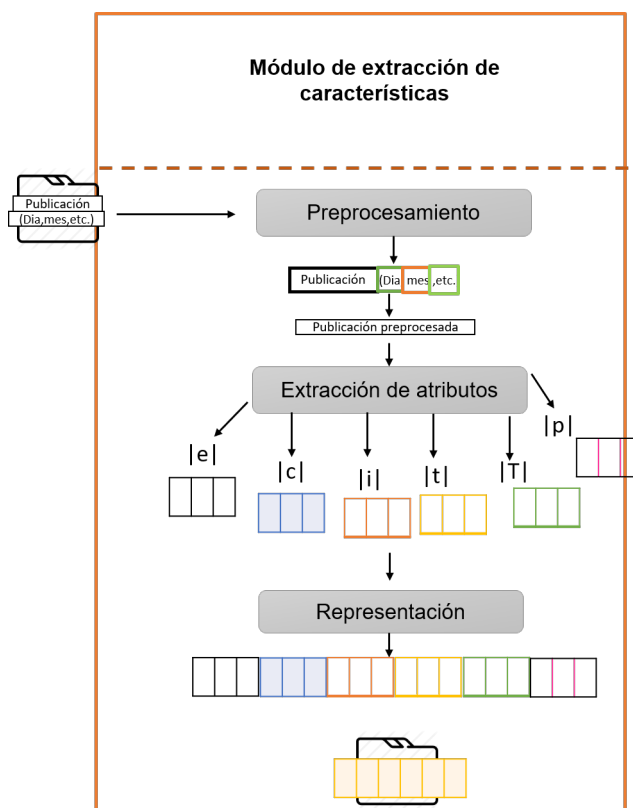 Módulo de extracción de
características
Publicación
(Dia,mes,etc.)
Preprocesamiento
Publicación (Dia mes ,etc.
Publicación preprocesada
Extracción de atributos
|e| |c| |i| |t| |T| |p|
Representación